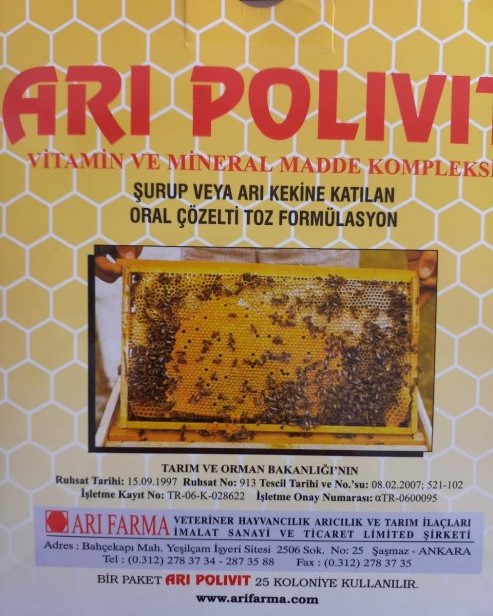 ARI POLIVIT
VİTAMİN VE MİNERAL MADDE KOMPLEKSİ
ŞURUP VEYA ARI KEKİNE KATILAN
ORAL ÇÖZELTİ TOZ FORMÜLASYON
TARIM VE ORMAN BAKANLIĞI'NIN
Ruhsat Tarihi: 15.09.1997 Ruhsat No: 913 Tescil Tarihi ve No.'su: 08.02.2007; 521-102
İşletme Kayıt No: TR-06-K-028622 İşletme Onay Numarası: αTR-0600095
ARI FARMA VETERİNER HAYVANCILIK ARICILIK VE TARIM İLAÇLARI
İMALAT SANAYİ VE TİCARET LİMİTED ŞİRKETİ
Adres : Bahçekapı Mah. Yeşilçam İşyeri Sitesi 2506 Sok. No: 25 Şaşmaz - ANKARA
Tel : (0.312) 278 37 34 - 287 35 88 Fax : (0.312) 278 37 35
BİR PAKET ARI POLIVIT 25 KOLONİYE KULLANILIR.
www.arifarma.com